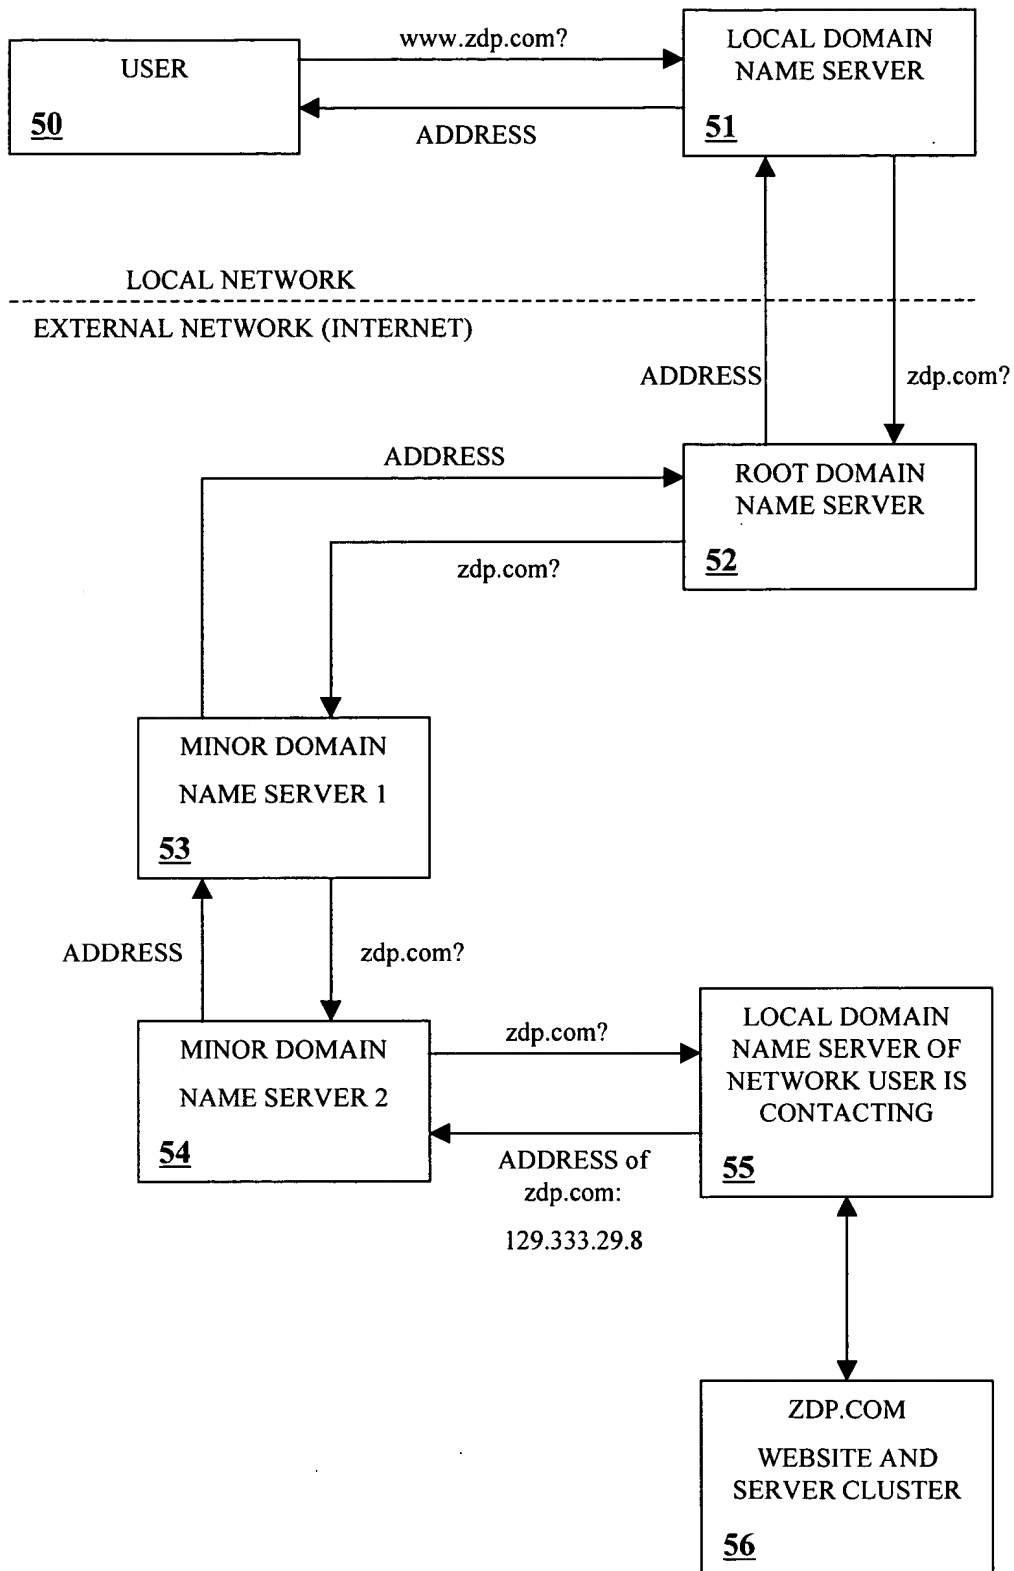 www.zdp.com?
USER
50
LOCAL DOMAIN
NAME SERVER
51
ADDRESS
LOCAL NETWORK
EXTERNAL NETWORK (INTERNET)
ADDRESS
zdp.com?
ADDRESS
ROOT DOMAIN
NAME SERVER
52
zdp.com?
MINOR DOMAIN
NAME SERVER 1
53
ADDRESS
zdp.com?
MINOR DOMAIN
NAME SERVER 2
54
zdp.com?
ADDRESS of
zdp.com:
129.333.29.8
LOCAL DOMAIN
NAME SERVER OF
NETWORK USER IS
CONTACTING
55
ZDP.COM
WEBSITE AND
SERVER CLUSTER
56